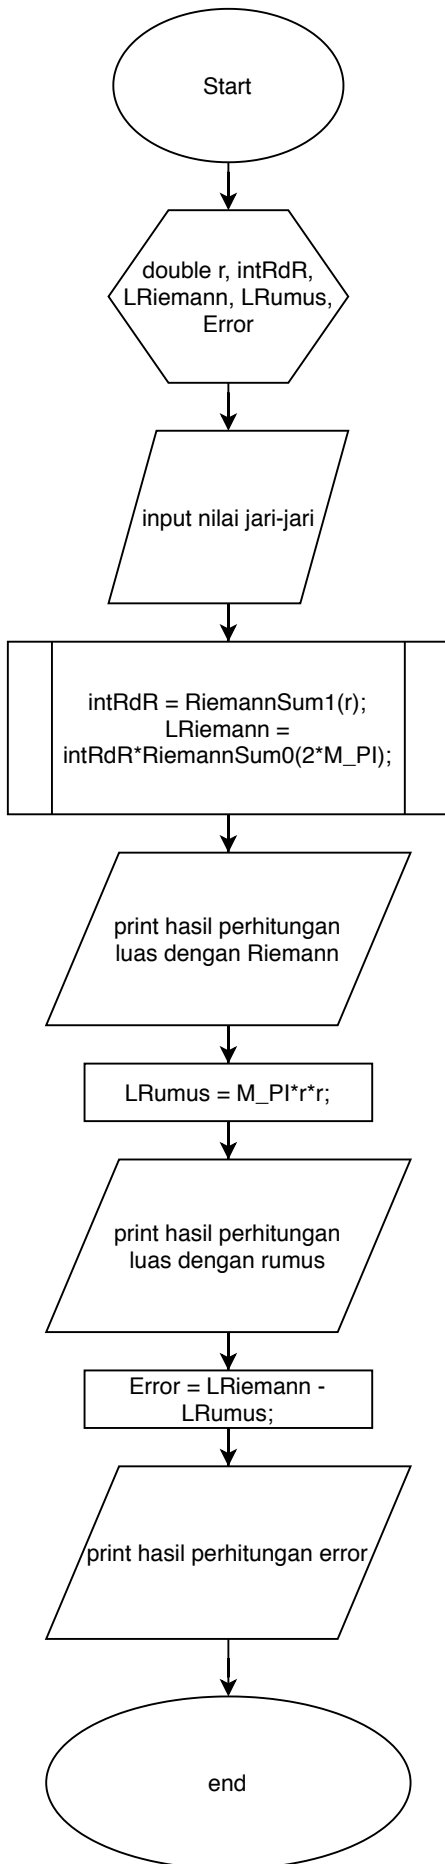 Start
double r, intRdR,
LRiemann, LRumus,
Error
input nilai jari-jari
intRdR = RiemannSum1(r);
LRiemann =
intRdR*RiemannSum0(2*M_PI);
print hasil perhitungan
luas dengan Riemann
LRumus = M_PI*r*r;
print hasil perhitungan
luas dengan rumus
Error = LRiemann -
LRumus;
print hasil perhitungan error
end